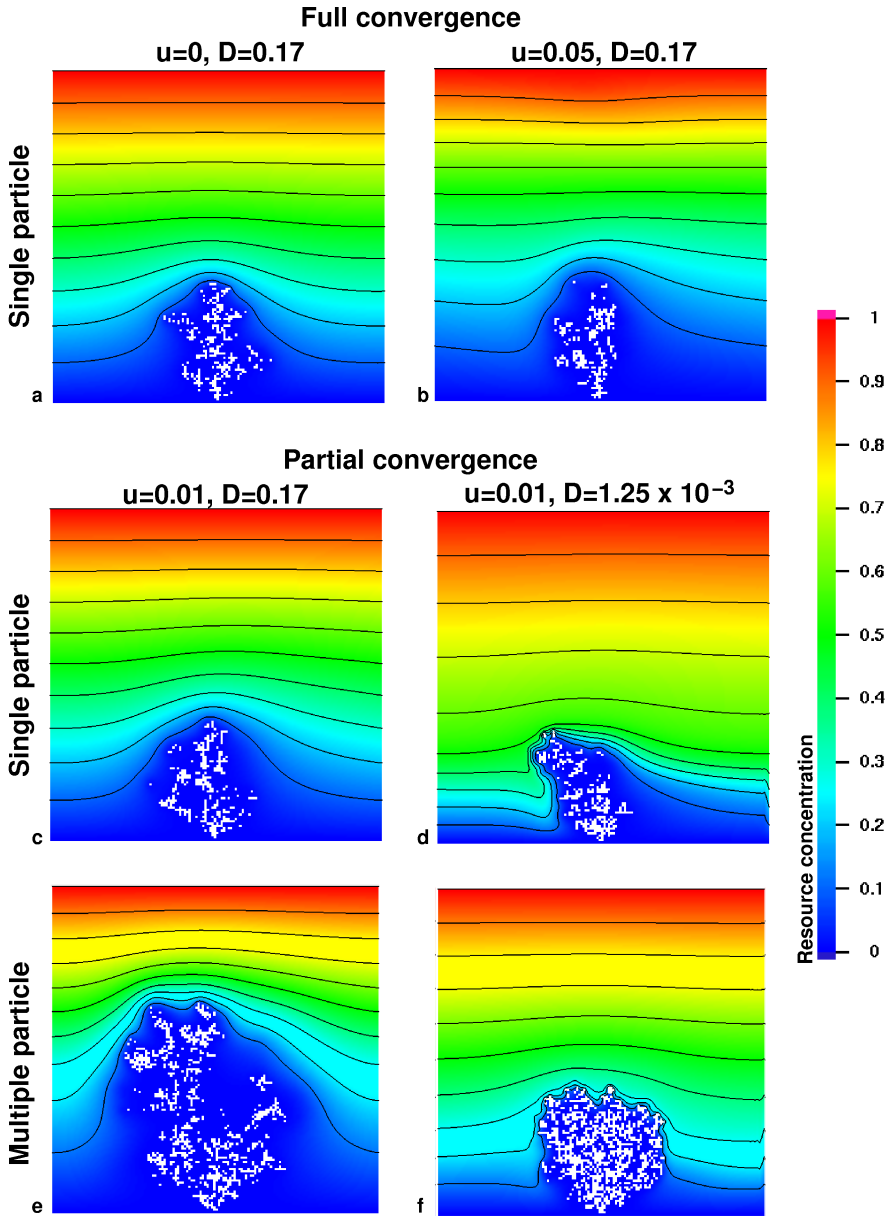 Full convergence
u=0, D=0.17
u=0.05, D=0.17
Single particle
a
b
Partial convergence
u=0.01, D=0.17
u=0.01, D=1.25 x 10⁻³
Single particle
c
d
Multiple particle
e
f
1
0.9
0.8
0.7
0.6
0.5
0.4
0.3
0.2
0.1
0
Resource concentration